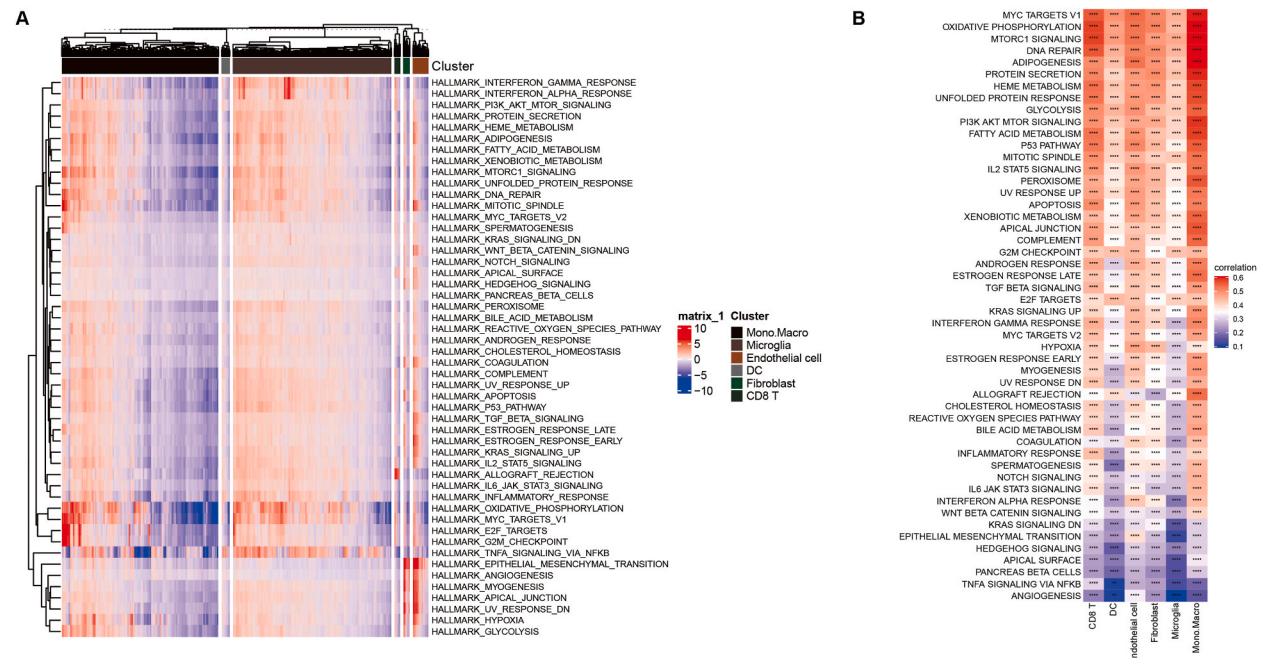 A
Cluster
HALLMARK_INTERFERON_GAMMA_RESPONSE
HALLMARK_INTERFERON_ALPHA_RESPONSE
HALLMARK_PI3K_AKT_MTOR_SIGNALING
HALLMARK_PROTEIN_SECRETION
HALLMARK_HEME_METABOLISM
HALLMARK_ADIPOGENESIS
HALLMARK_FATTY_ACID_METABOLISM
HALLMARK_XENOBIOTIC_METABOLISM
HALLMARK_MTORC1_SIGNALING
HALLMARK_UNFOLDED_PROTEIN_RESPONSE
HALLMARK_DNA_REPAIR
HALLMARK_MITOTIC_SPINDLE
HALLMARK_MYC_TARGETS_V2
HALLMARK_SPERMATOGENESIS
HALLMARK_KRAS_SIGNALING_DN
HALLMARK_WNT_BETA_CATENIN_SIGNALING
HALLMARK_NOTCH_SIGNALING
HALLMARK_APICAL_SURFACE
HALLMARK_HEDGEHOG_SIGNALING
HALLMARK_PANCREAS_BETA_CELLS
HALLMARK_PEROXISOME
HALLMARK_BILE_ACID_METABOLISM
HALLMARK_REACTIVE_OXYGEN_SPECIES_PATHWAY
HALLMARK_ANDROGEN_RESPONSE
HALLMARK_CHOLESTEROL_HOMEOSTASIS
HALLMARK_COAGULATION
HALLMARK_COMPLEMENT
HALLMARK_UV_RESPONSE_UP
HALLMARK_APOPTOSIS
HALLMARK_P53_PATHWAY
HALLMARK_TGF_BETA_SIGNALING
HALLMARK_ESTROGEN_RESPONSE_LATE
HALLMARK_ESTROGEN_RESPONSE_EARLY
HALLMARK_KRAS_SIGNALING_UP
HALLMARK_IL2_STAT5_SIGNALING
HALLMARK_ALLOGRAFT_REJECTION
HALLMARK_IL6_JAK_STAT3_SIGNALING
HALLMARK_INFLAMMATORY_RESPONSE
HALLMARK_OXIDATIVE_PHOSPHORYLATION
HALLMARK_MYC_TARGETS_V1
HALLMARK_E2F_TARGETS
HALLMARK_G2M_CHECKPOINT
HALLMARK_TNFA_SIGNALING_VIA_NFKB
HALLMARK_EPITHELIAL_MESENCHYMAL_TRANSITION
HALLMARK_ANGIOGENESIS
HALLMARK_MYOGENESIS
HALLMARK_APICAL_JUNCTION
HALLMARK_UV_RESPONSE_DN
HALLMARK_HYPOXIA
HALLMARK_GLYCOLYSIS
matrix_1
10
5
0
−5
−10
Cluster
Mono.Macro
Microglia
Endothelial cell
DC
Fibroblast
CD8 T
B
MYC TARGETS V1
OXIDATIVE PHOSPHORYLATION
MTORC1 SIGNALING
DNA REPAIR
ADIPOGENESIS
PROTEIN SECRETION
HEME METABOLISM
UNFOLDED PROTEIN RESPONSE
GLYCOLYSIS
PI3K AKT MTOR SIGNALING
FATTY ACID METABOLISM
P53 PATHWAY
MITOTIC SPINDLE
IL2 STAT5 SIGNALING
PEROXISOME
UV RESPONSE UP
APOPTOSIS
XENOBIOTIC METABOLISM
APICAL JUNCTION
COMPLEMENT
G2M CHECKPOINT
ANDROGEN RESPONSE
ESTROGEN RESPONSE LATE
TGF BETA SIGNALING
E2F TARGETS
KRAS SIGNALING UP
INTERFERON GAMMA RESPONSE
MYC TARGETS V2
HYPOXIA
ESTROGEN RESPONSE EARLY
MYOGENESIS
UV RESPONSE DN
ALLOGRAFT REJECTION
CHOLESTEROL HOMEOSTASIS
REACTIVE OXYGEN SPECIES PATHWAY
BILE ACID METABOLISM
COAGULATION
INFLAMMATORY RESPONSE
SPERMATOGENESIS
NOTCH SIGNALING
IL6 JAK STAT3 SIGNALING
INTERFERON ALPHA RESPONSE
WNT BETA CATENIN SIGNALING
KRAS SIGNALING DN
EPITHELIAL MESENCHYMAL TRANSITION
HEDGEHOG SIGNALING
APICAL SURFACE
PANCREAS BETA CELLS
TNFA SIGNALING VIA NFKB
ANGIOGENESIS
CD8 T
DC
ndothelial cell
Fibroblast
Microglia
Mono.Macro
correlation
0.6
0.5
0.4
0.3
0.2
0.1